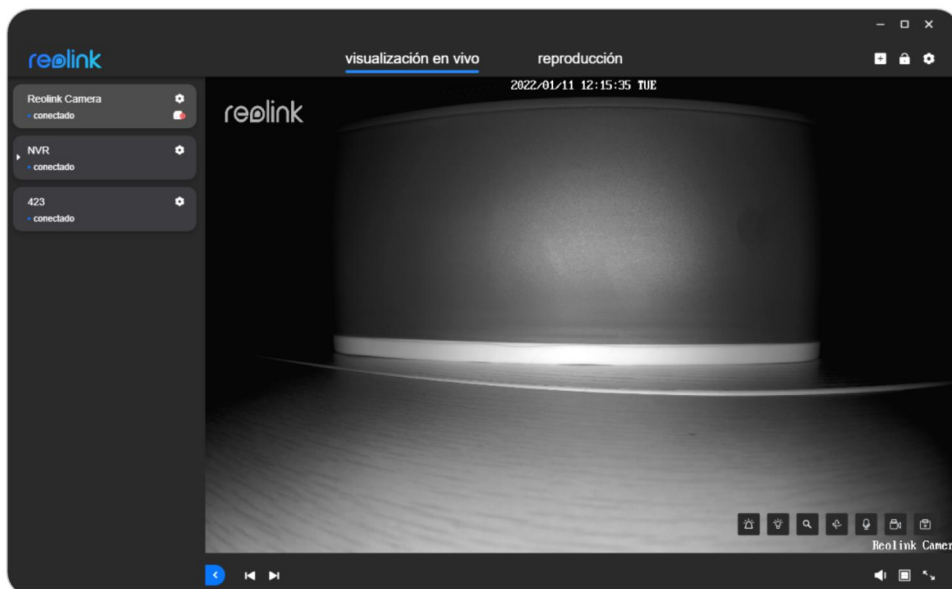 reolink
visualización en vivo
reproducción
Reolink Camera
conectado
NVR
conectado
423
conectado
2022/01/11 12:15:35 TUE
reolink
Reolink Camer